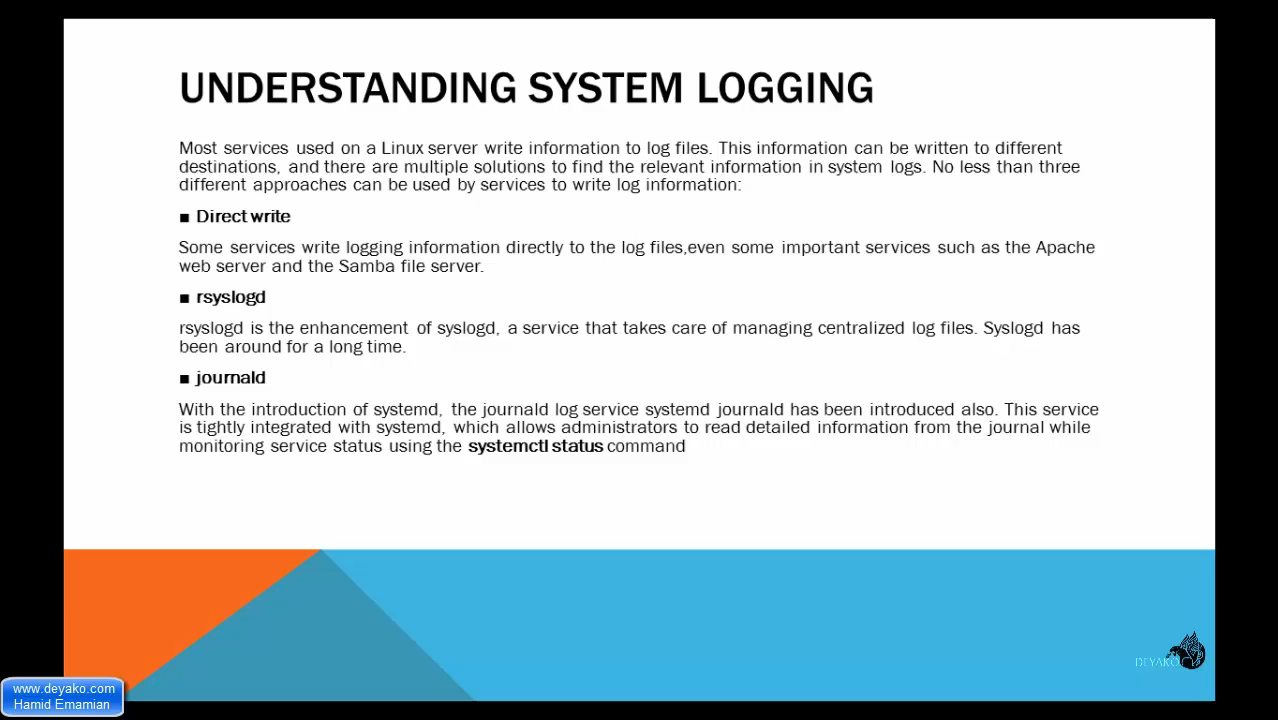 UNDERSTANDING SYSTEM LOGGING
Most services used on a Linux server write information to log files. This information can be written to different
destinations, and there are multiple solutions to find the relevant information in system logs. No less than three
different approaches can be used by services to write log information:
■ Direct write
Some services write logging information directly to the log files,even some important services such as the Apache
web server and the Samba file server.
■ rsyslogd
rsyslogd is the enhancement of syslogd, a service that takes care of managing centralized log files. Syslogd has
been around for a long time.
■ journald
With the introduction of systemd, the journald log service systemd journald has been introduced also. This service
is tightly integrated with systemd, which allows administrators to read detailed information from the journal while
monitoring service status using the systemctl status command
DEYAKO
www.deyako.com
Hamid Emamian